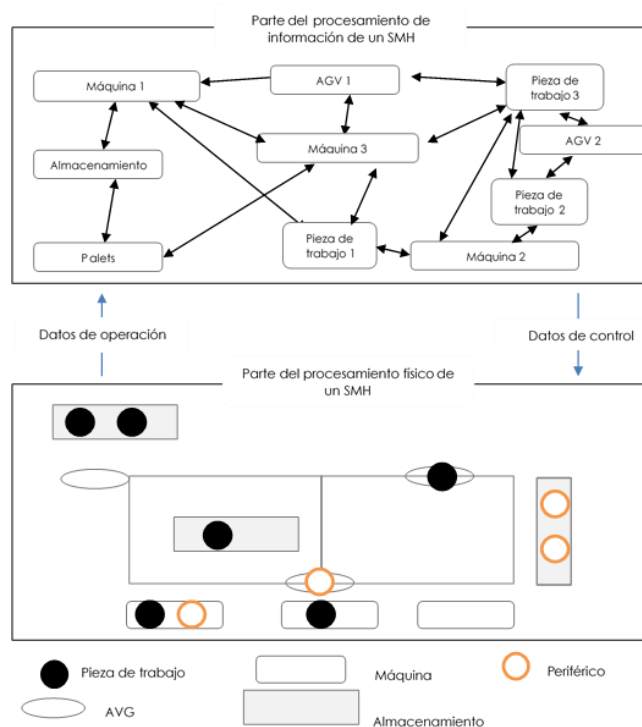 Parte del procesamiento de
información de un SMH
Máquina 1
AGV 1
Pieza de
trabajo 3
AGV 2
Almacenamiento
Máquina 3
Pieza de
trabajo 2
Palets
Pieza de
trabajo 1
Máquina 2
Datos de operación
Datos de control
Parte del procesamiento físico de
un SMH
Pieza de trabajo
Máquina
Periférico
AVG
Almacenamiento